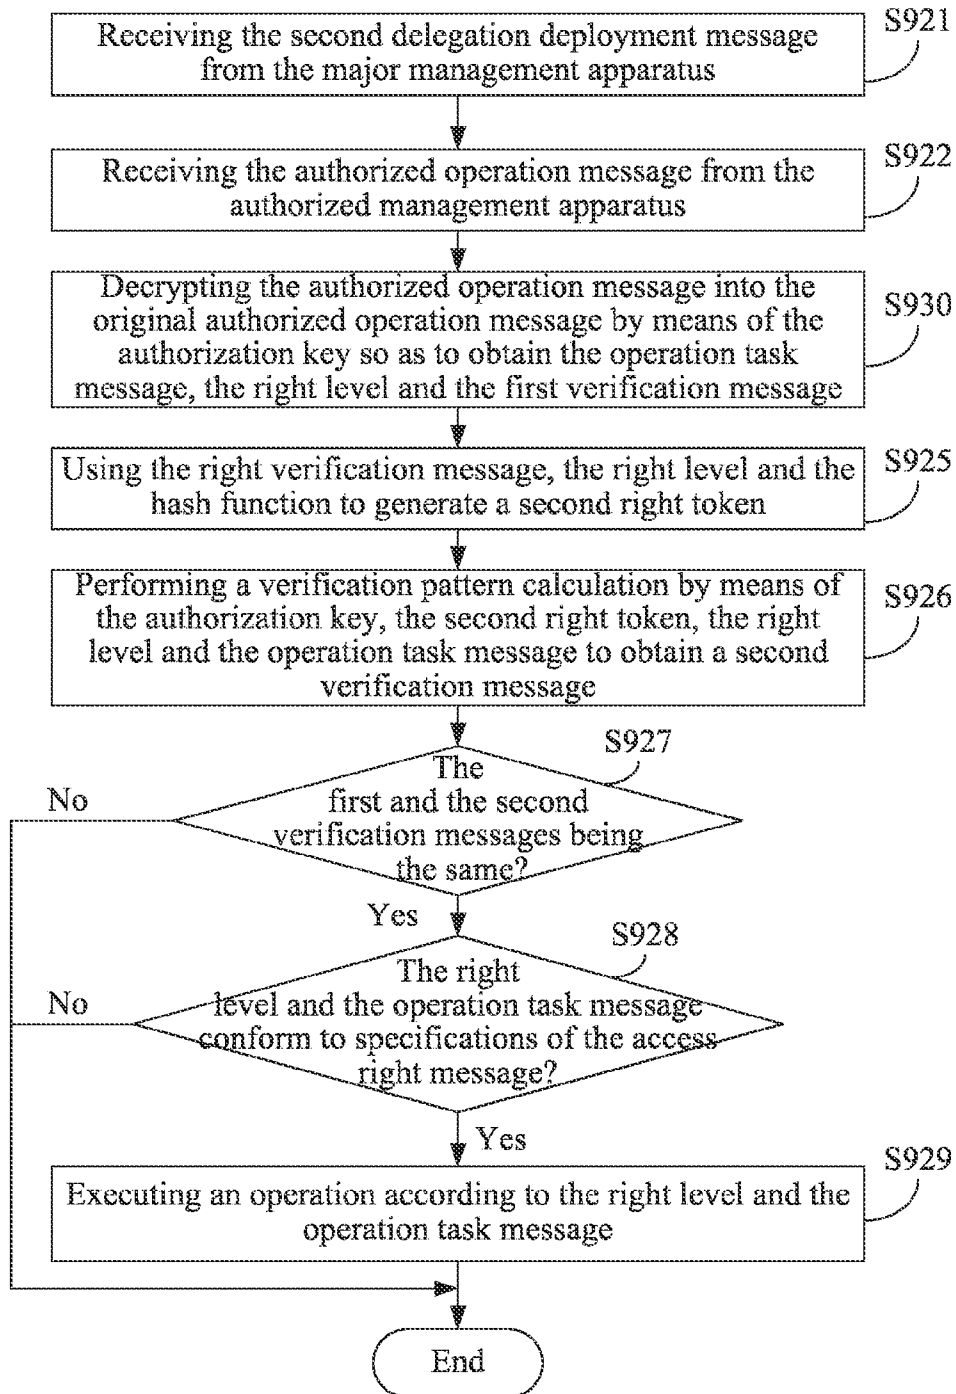 S921
Receiving the second delegation deployment message
from the major management apparatus
S922
Receiving the authorized operation message from the
authorized management apparatus
S930
Decrypting the authorized operation message into the
original authorized operation message by means of the
authorization key so as to obtain the operation task
message, the right level and the first verification message
S925
Using the right verification message, the right level and the
hash function to generate a second right token
S926
Performing a verification pattern calculation by means of
the authorization key, the second right token, the right
level and the operation task message to obtain a second
verification message
S927
The
first and the second
verification messages being
the same?
No
Yes
S928
The right
level and the operation task message
conform to specifications of the access
right message?
No
Yes
S929
Executing an operation according to the right level and the
operation task message
End